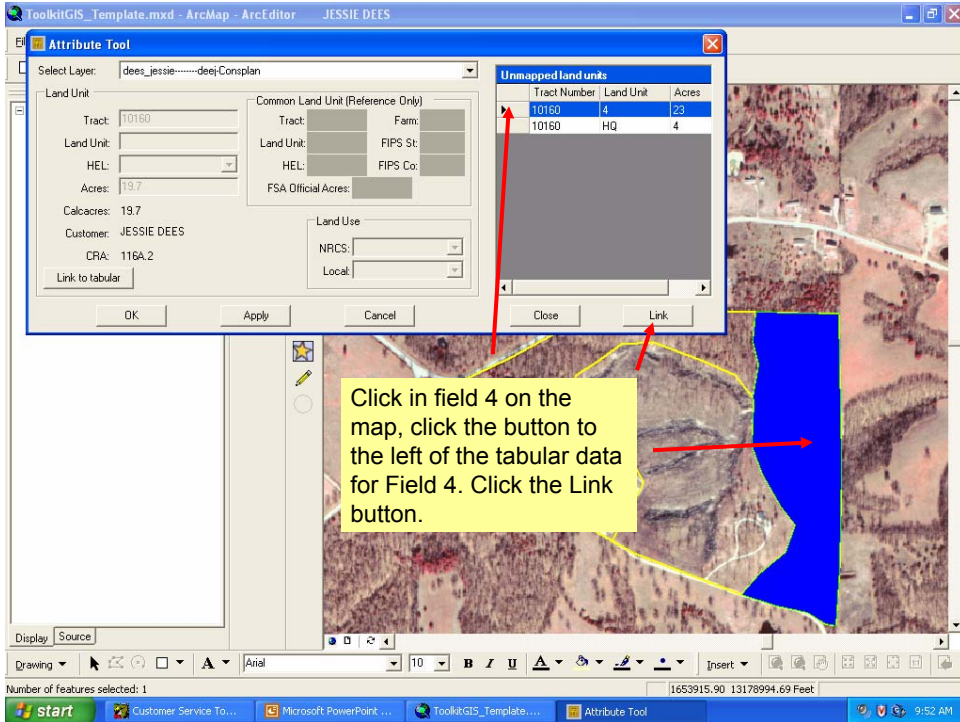 ToolkitGIS_Template.mxd - ArcMap - ArcEditor JESSIE DEES
Attribute Tool
Select Layer: dees_jessie--------deej-Consplan
Land Unit
Tract: 10160
Land Unit:
HEL:
Acres: 19.7
Calcacres: 19.7
Customer: JESSIE DEES
CRA: 116A.2
Link to tabular
Common Land Unit (Reference Only)
Tract: Farm:
Land Unit: FIPS St:
HEL: FIPS Co:
FSA Official Acres:
Land Use
NRCS:
Local:
OK Apply Cancel
Unmapped land units
Tract Number Land Unit Acres
10160 4 23
10160 HQ 4
Close Link
Click in field 4 on the
map, click the button to
the left of the tabular data
for Field 4. Click the Link
button.
Display Source
Drawing A Arial 10 B I U A Insert
Number of features selected: 1
1653915.90 13178994.69 Feet
start Customer Service To... Microsoft PowerPoint ... ToolkitGIS_Template.... Attribute Tool 9:52 AM